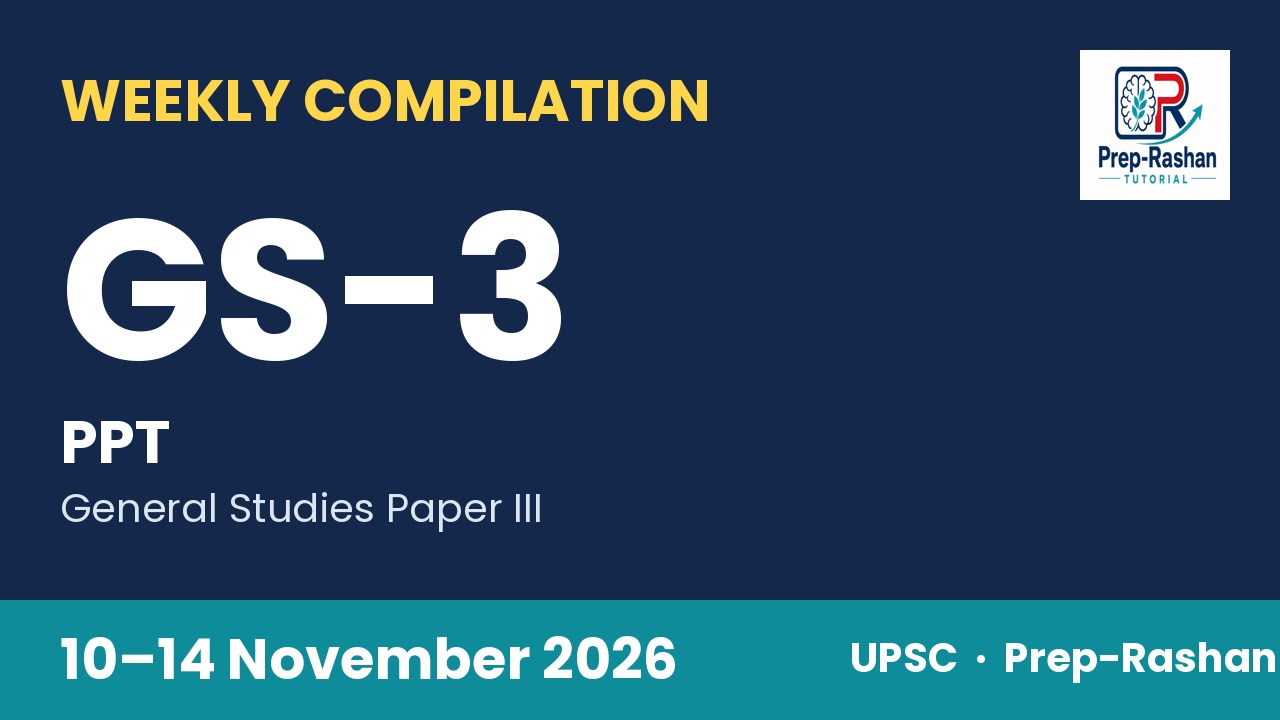 WEEKLY COMPILATION
Prep-Rashan
TUTORIAL
GS-3
PPT
General Studies Paper III
10–14 November 2026
UPSC · Prep-Rashan